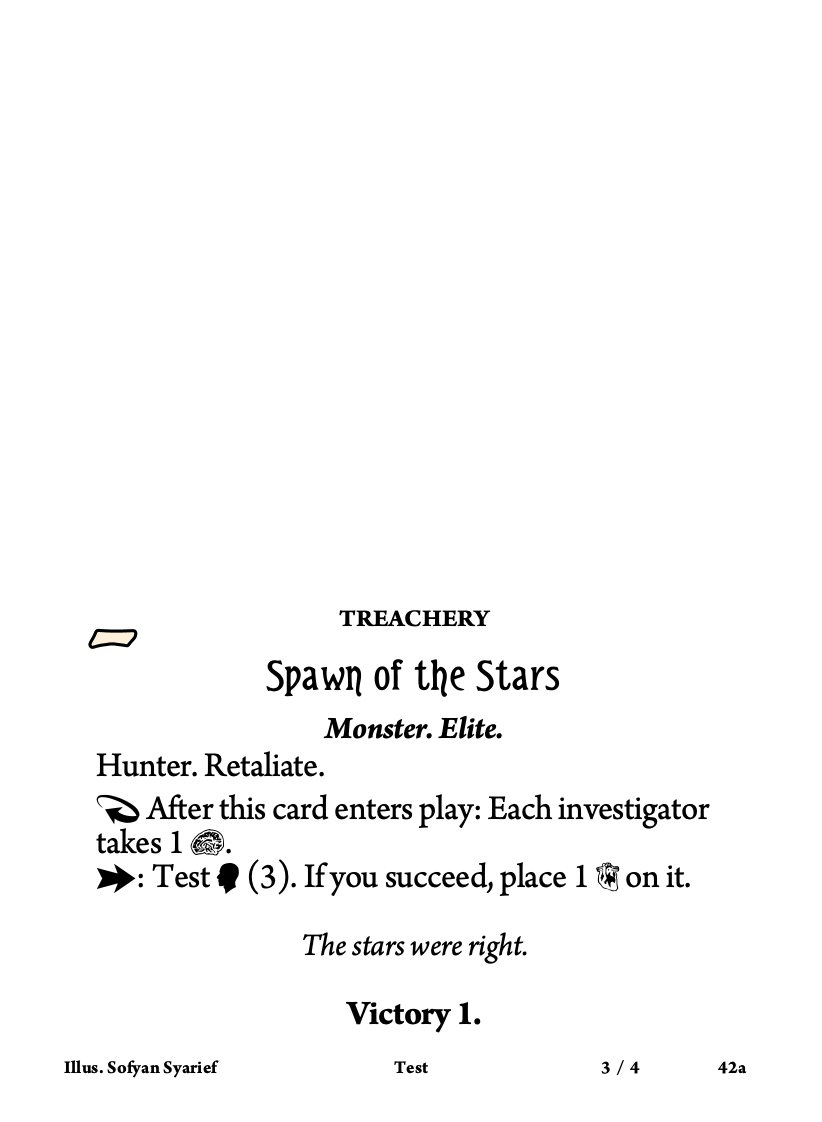 TREACHERY
Spawn of the Stars
Monster. Elite.
Hunter. Retaliate.
After this card enters play: Each investigator
takes 1 .
: Test (3). If you succeed, place 1 on it.
The stars were right.
Victory 1.
Illus. Sofyan Syarief Test 3 / 4 42a